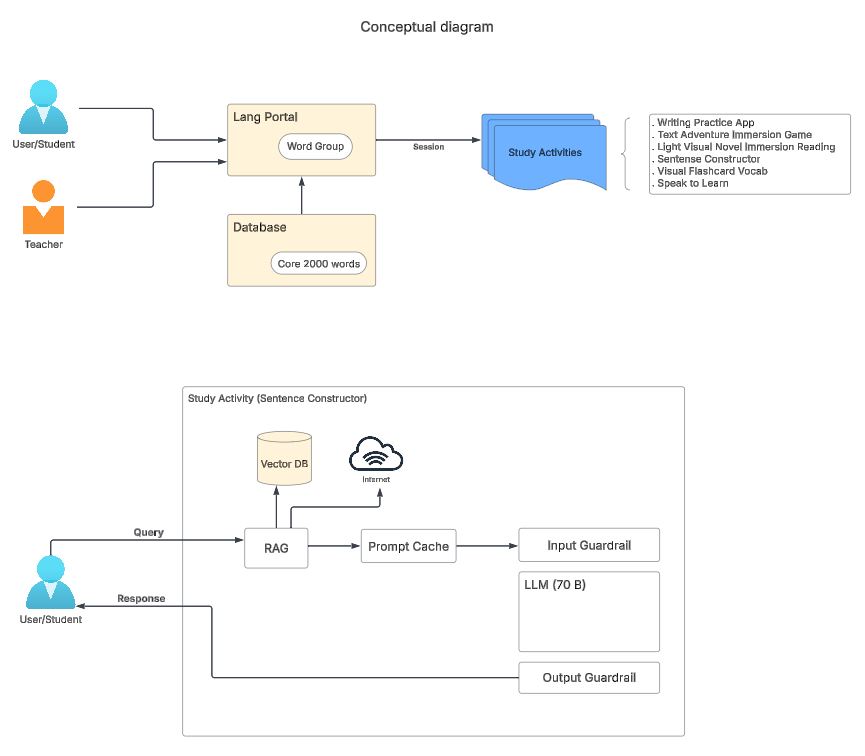 Conceptual diagram
User/Student
Teacher
Lang Portal
Word Group
Database
Core 2000 words
Session
Study Activities
. Writing Practice App
. Text Adventure Immersion Game
. Light Visual Novel Immersion Reading
. Sentense Constructor
. Visual Flashcard Vocab
. Speak to Learn
Study Activity (Sentence Constructor)
Vector DB
Internet
Query
RAG
Prompt Cache
Input Guardrail
LLM (70 B)
User/Student
Response
Output Guardrail